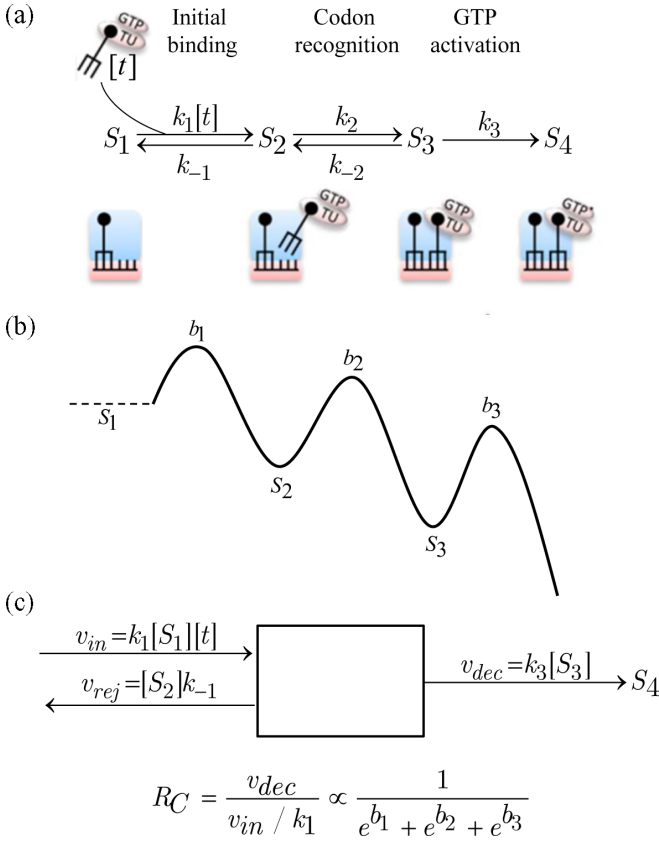 (a)
GTP
TU
[t]
Initial
binding
Codon
recognition
GTP
activation
S1 k1[t] k−1 S2 k2 k−2 S3 k3 S4
GTP
TU
GTP
TU
GTP
TU
(b)
b1
b2
b3
S1
S2
S3
(c)
vin=k1[S1][t]
vrej=[S2]k−1
vdec=k3[S3]
S4
RC = vdec / (vin / k1) ∝ 1 / (e^b1 + e^b2 + e^b3)